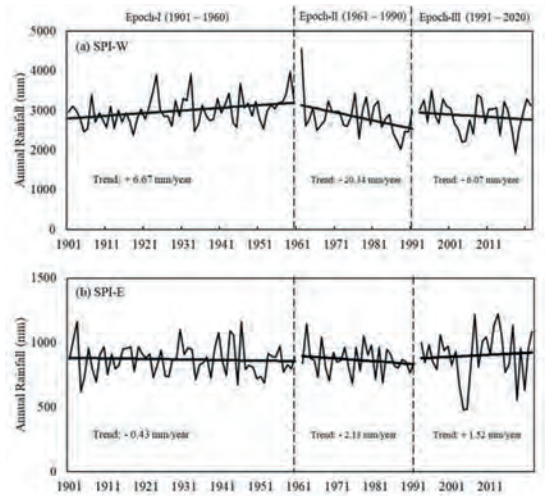 Epoch-I (1901 – 1960) Epoch-II (1961 – 1990) Epoch-III (1991 – 2020)
5000
(a) SPI-W
4000
3000
2000
1000
0
Annual Rainfall (mm)
Trend: + 6.67 mm/year
Trend: - 20.34 mm/year
Trend: - 6.07 mm/year
1901 1911 1921 1931 1941 1951 1961 1971 1981 1991 2001 2011
1500
(b) SPI-E
1000
500
0
Annual Rainfall (mm)
Trend: - 0.43 mm/year
Trend: - 2.13 mm/year
Trend: + 1.52 mm/year
1901 1911 1921 1931 1941 1951 1961 1971 1981 1991 2001 2011